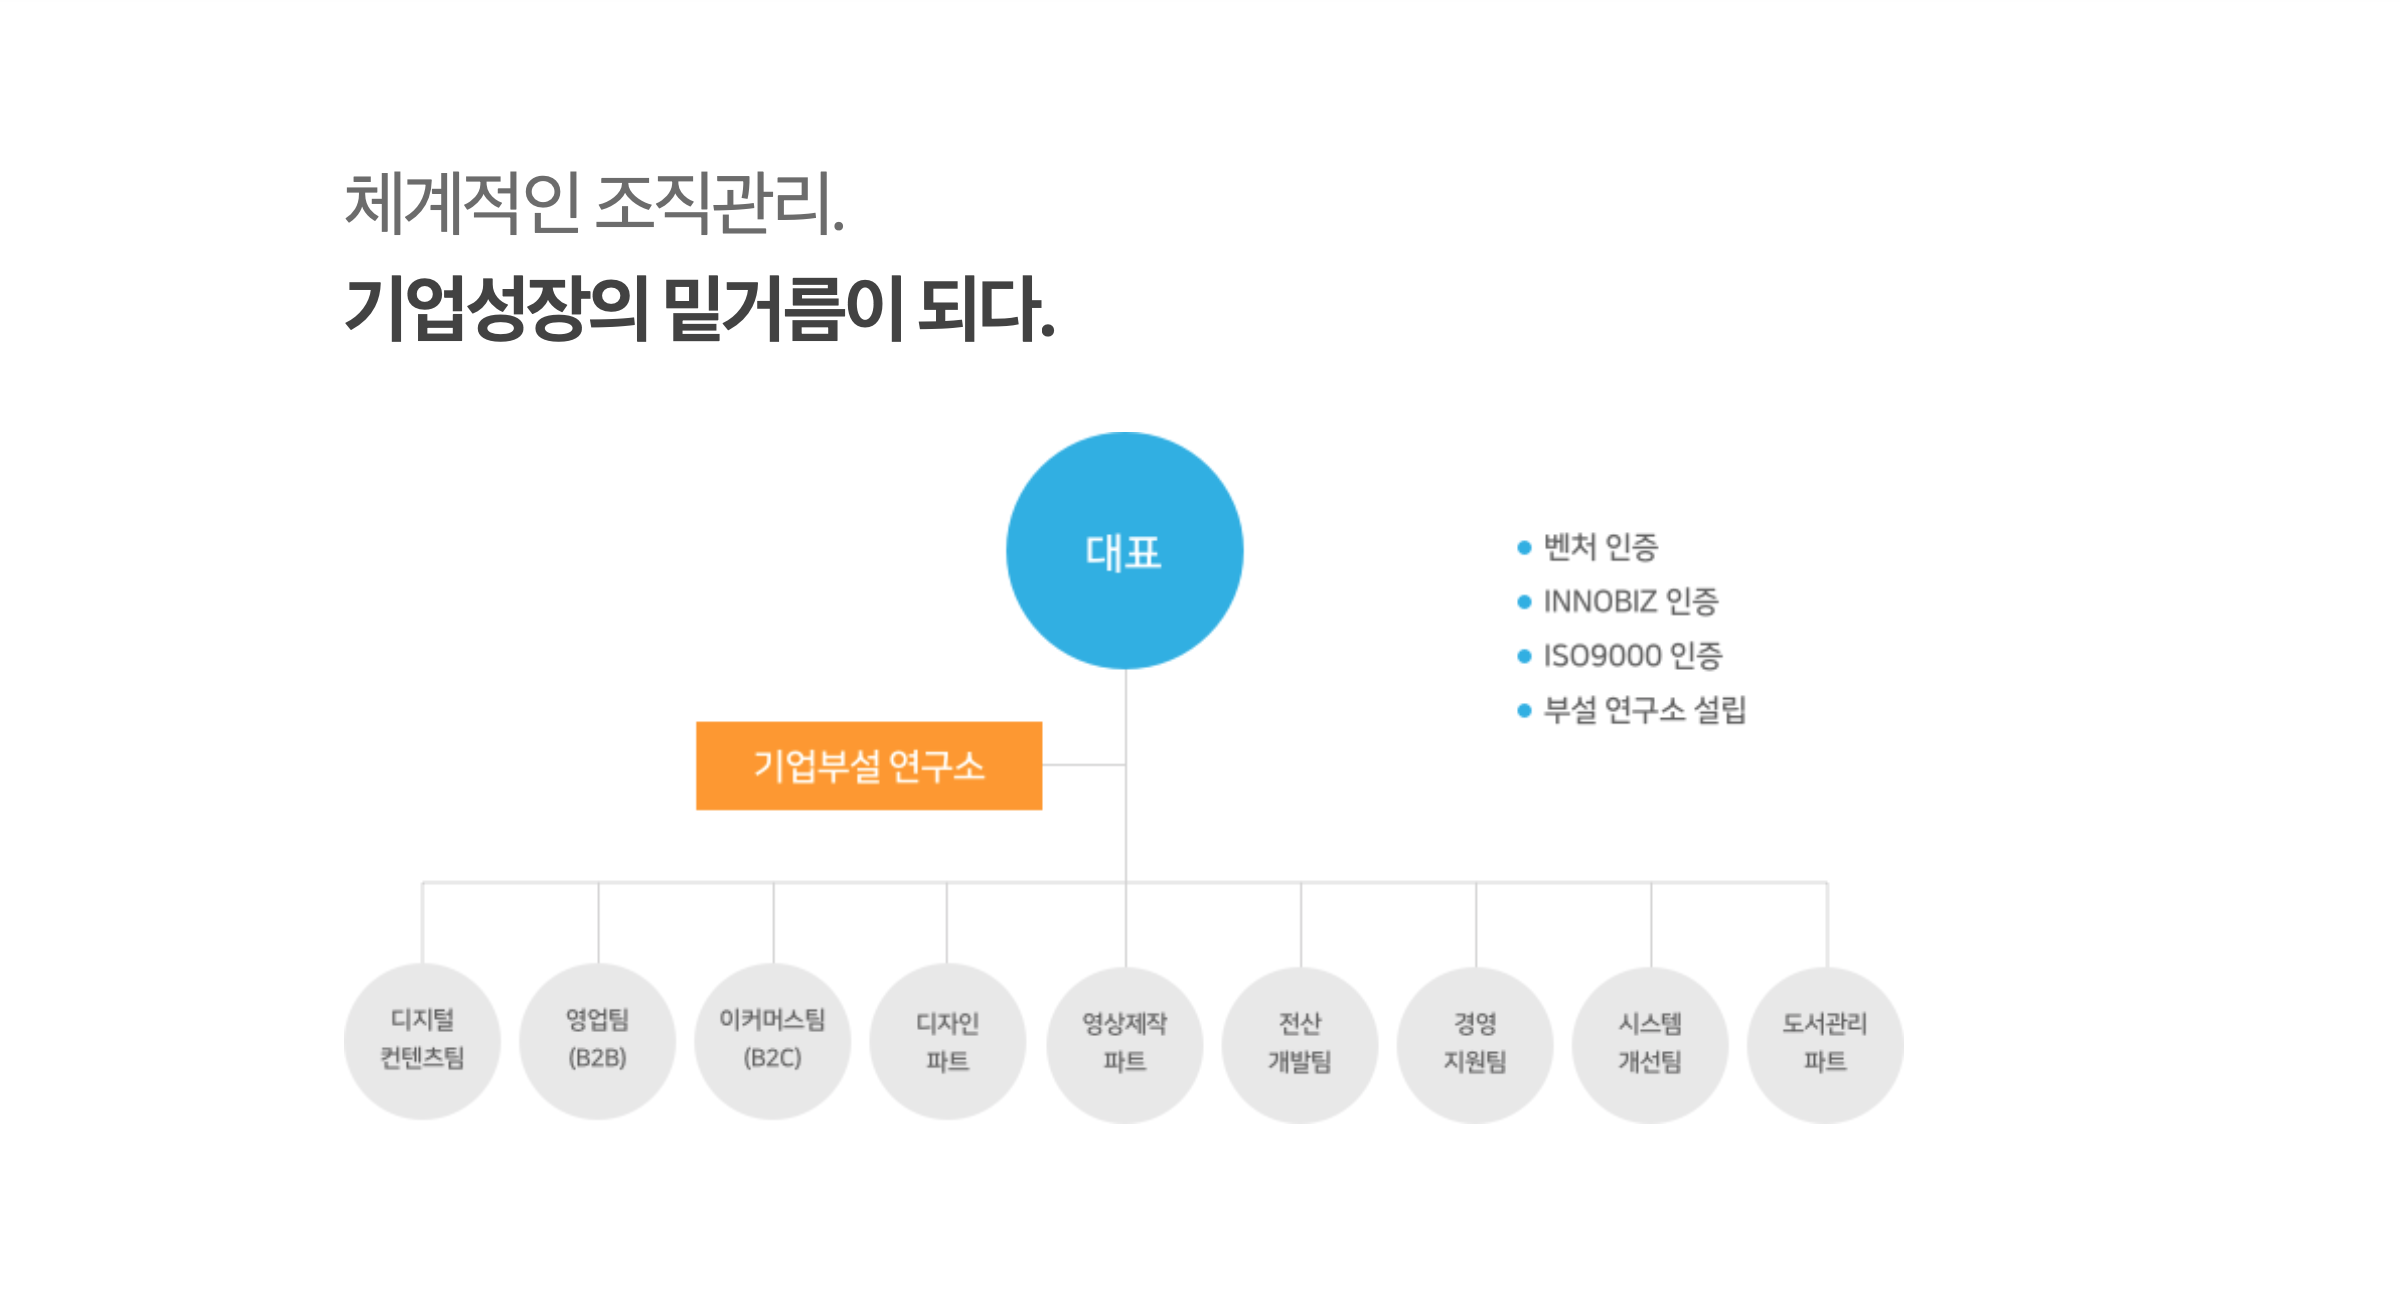 체계적인 조직관리.
기업성장의 밑거름이 되다.
대표
벤처 인증
INNOBIZ 인증
ISO9000 인증
부설 연구소 설립
기업부설 연구소
디지털
컨텐츠팀
영업팀
(B2B)
이커머스팀
(B2C)
디자인
파트
영상제작
파트
전산
개발팀
경영
지원팀
시스템
개선팀
도서관리
파트